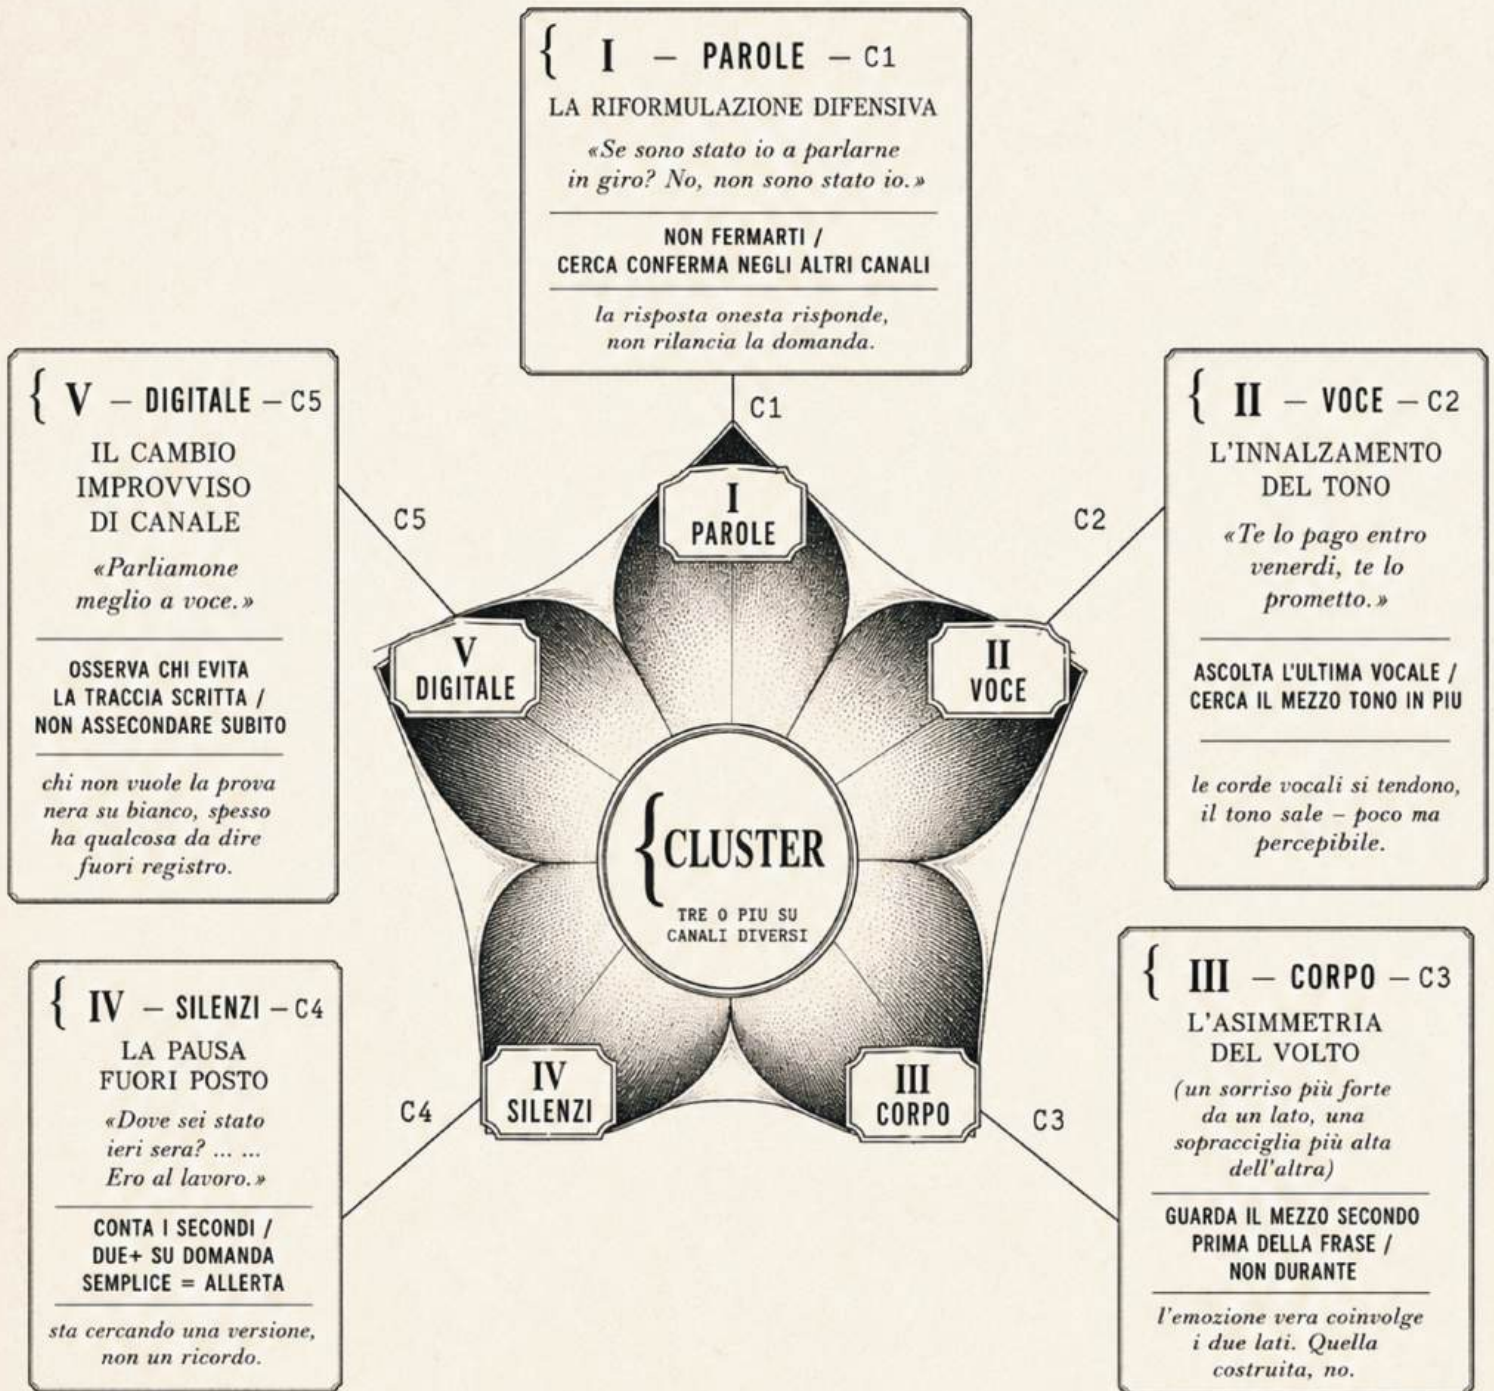 { I – PAROLE – C1
LA RIFORMULAZIONE DIFENSIVA
«Se sono stato io a parlarne
in giro? No, non sono stato io.»
NON FERMARTI /
CERCA CONFERMA NEGLI ALTRI CANALI
la risposta onesta risponde,
non rilancia la domanda.
{ V – DIGITALE – C5
IL CAMBIO
IMPROVVISO
DI CANALE
«Parliamone
meglio a voce.»
OSSERVA CHI EVITA
LA TRACCIA SCRITTA /
NON ASSECONDARE SUBITO
chi non vuole la prova
nera su bianco, spesso
ha qualcosa da dire
fuori registro.
{ II – VOCE – C2
L'INNALZAMENTO
DEL TONO
«Te lo pago entro
venerdi, te lo
prometto.»
ASCOLTA L'ULTIMA VOCALE /
CERCA IL MEZZO TONO IN PIU
le corde vocali si tendono,
il tono sale – poco ma
percepibile.
C1
C5
C2
I
PAROLE
V
DIGITALE
II
VOCE
{ CLUSTER
TRE O PIU SU
CANALI DIVERSI
IV
SILENZI
III
CORPO
C4
C3
{ IV – SILENZI – C4
LA PAUSA
FUORI POSTO
«Dove sei stato
ieri sera? ... ...
Ero al lavoro.»
CONTA I SECONDI /
DUE+ SU DOMANDA
SEMPLICE = ALLERTA
sta cercando una versione,
non un ricordo.
{ III – CORPO – C3
L'ASIMMETRIA
DEL VOLTO
(un sorriso più forte
da un lato, una
sopracciglia più alta
dell'altra)
GUARDA IL MEZZO SECONDO
PRIMA DELLA FRASE /
NON DURANTE
l'emozione vera coinvolge
i due lati. Quella
costruita, no.